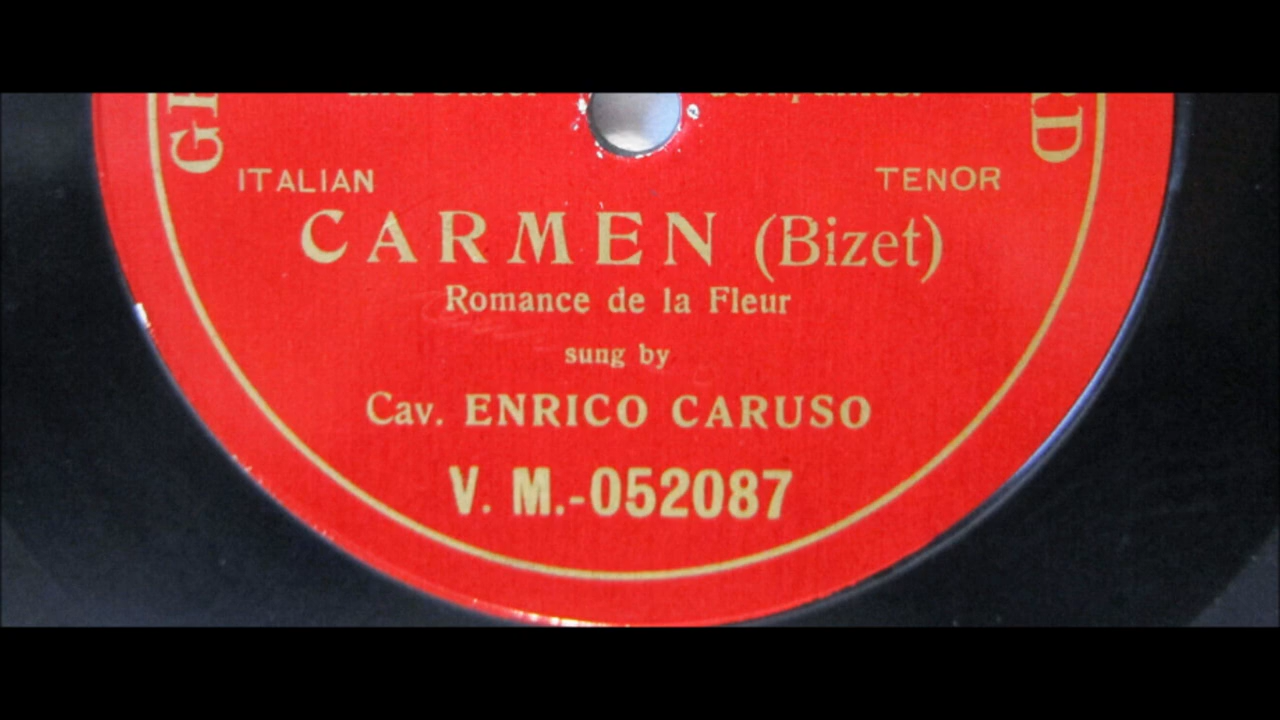 ITALIAN TENOR
CARMEN (Bizet)
Romance de la Fleur
sung by
Cav. ENRICO CARUSO
V. M.-052087